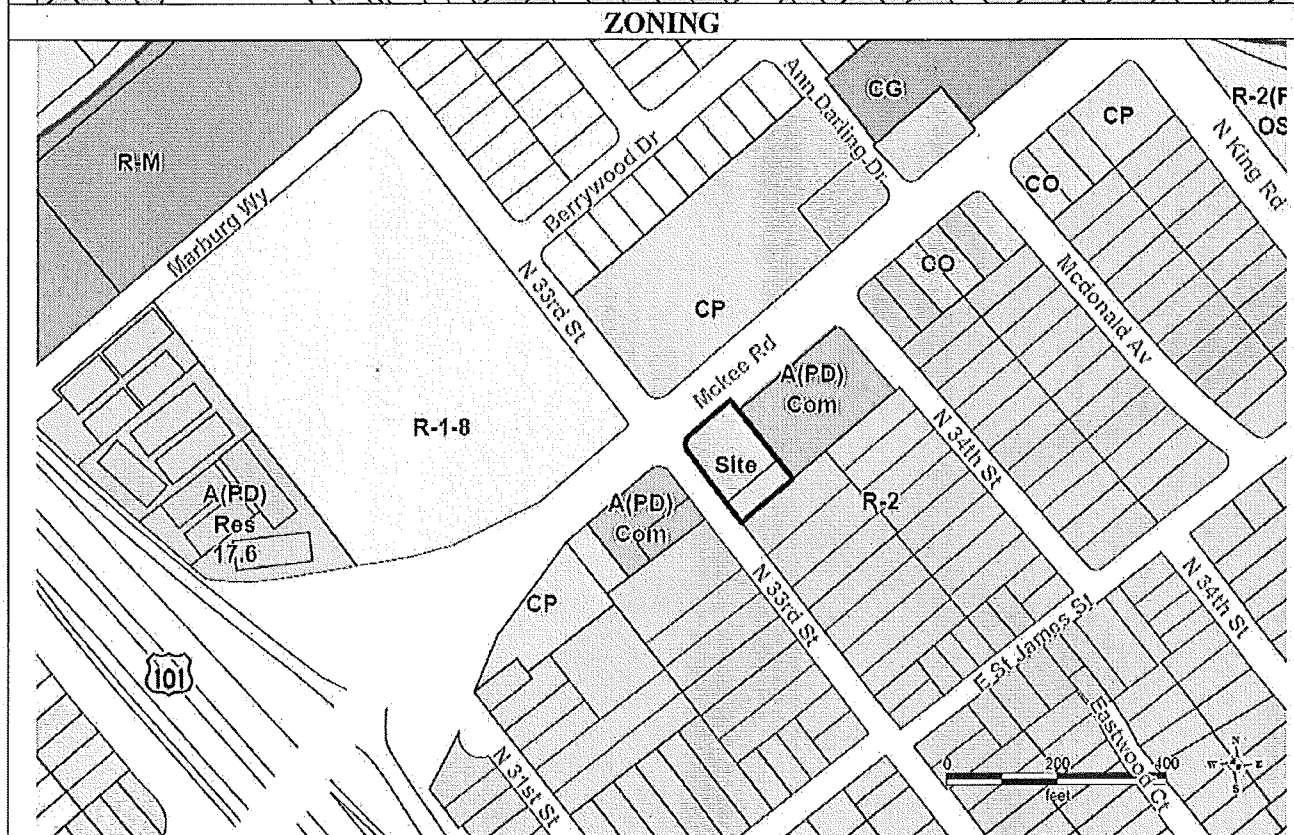 ZONING
R-M
Marburg Wy
Berrywood Dr
Ann Darling Dr
CG
CP
R-2(F
OS
N King Rd
CO
CO
Mcdonald Av
N 33rd St
CP
Mckee Rd
A(PD)
Com
R-1-8
Site
N 34th St
A(PD)
Res
17.6
A(PD)
Com
R-2
CP
N 33rd St
E St James St
N 34th St
101
Eastwood Ct
N 31st St
0 200 400
feet
N
W E
S